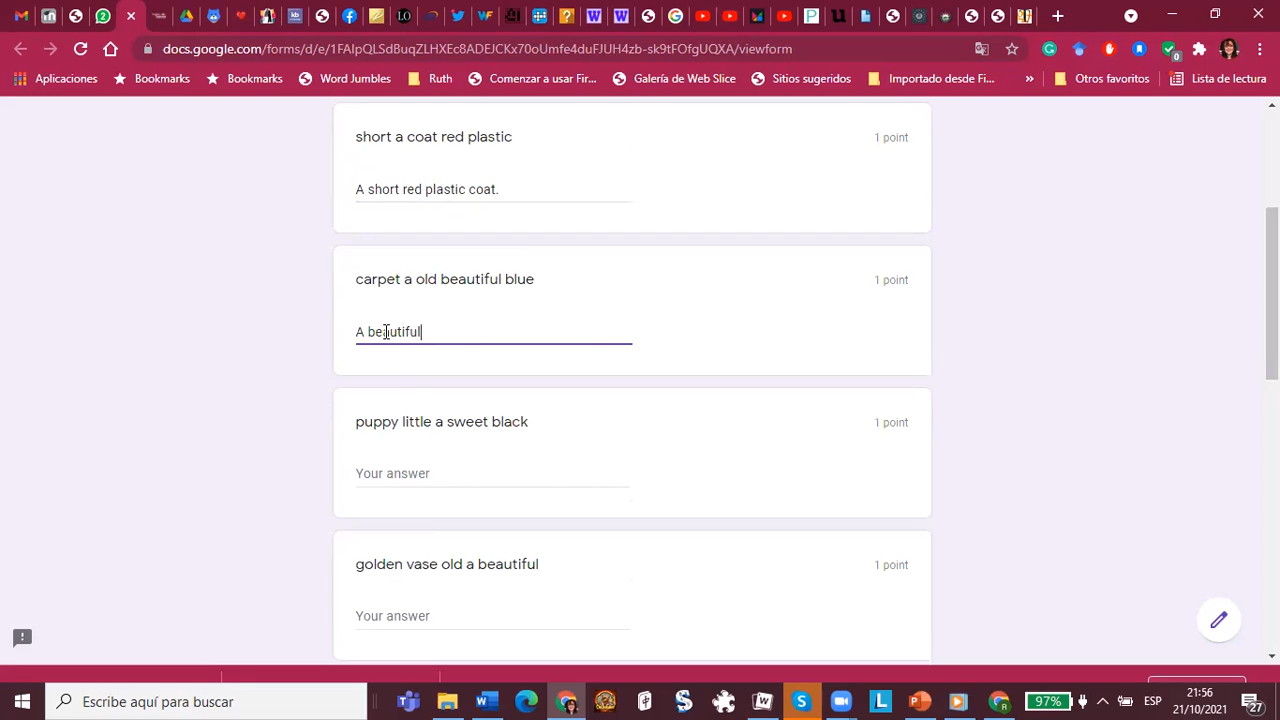 docs.google.com/forms/d/e/1FAIpQLSdBuqZLHXEc8ADEJCKx70oUmfe4duFJUH4zb-sk9tFOfgUQXA/viewform
Aplicaciones Bookmarks Bookmarks Word Jumbles Ruth Comenzar a usar Fir... Galería de Web Slice Sitios sugeridos Importado desde Fi... » Otros favoritos Lista de lectura
short a coat red plastic 1 point
A short red plastic coat.
carpet a old beautiful blue 1 point
A beautiful
puppy little a sweet black 1 point
Your answer
golden vase old a beautiful 1 point
Your answer
Escribe aquí para buscar
97% ESP
21:56
21/10/2021
27